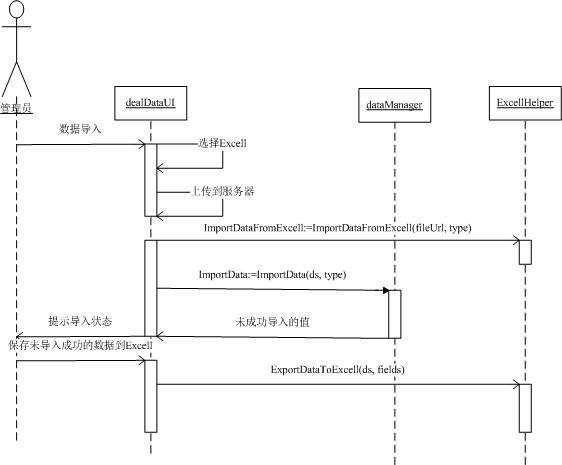 管理员
dealDataUI
dataManager
ExcellHelper
数据导入
选择Excell
上传到服务器
ImportDataFromExcell:=ImportDataFromExcell(fileUrl, type)
ImportData:=ImportData(ds, type)
提示导入状态
未成功导入的值
保存未导入成功的数据到Excell
ExportDataToExcell(ds, fields)